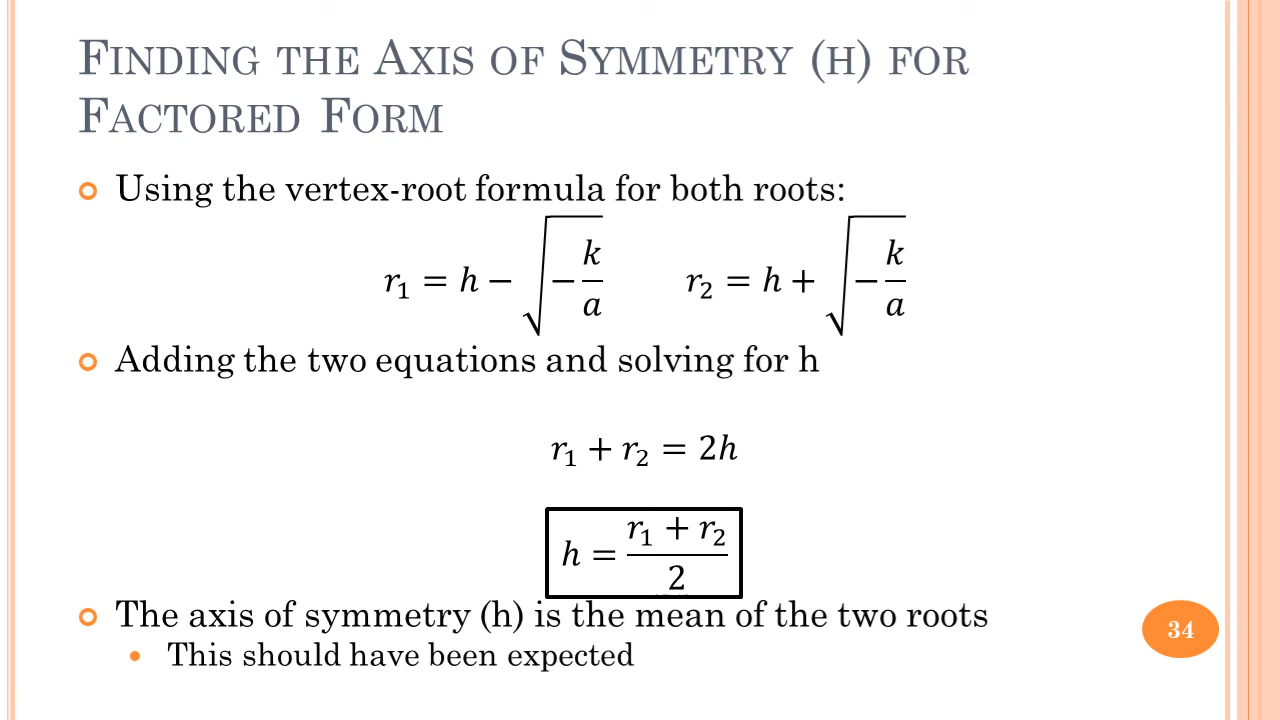 FINDING THE AXIS OF SYMMETRY (H) FOR
FACTORED FORM
Using the vertex-root formula for both roots:
r₁ = h − √(−k/a)   r₂ = h + √(−k/a)
Adding the two equations and solving for h
r₁ + r₂ = 2h
h = (r₁ + r₂)/2
The axis of symmetry (h) is the mean of the two roots
34
This should have been expected